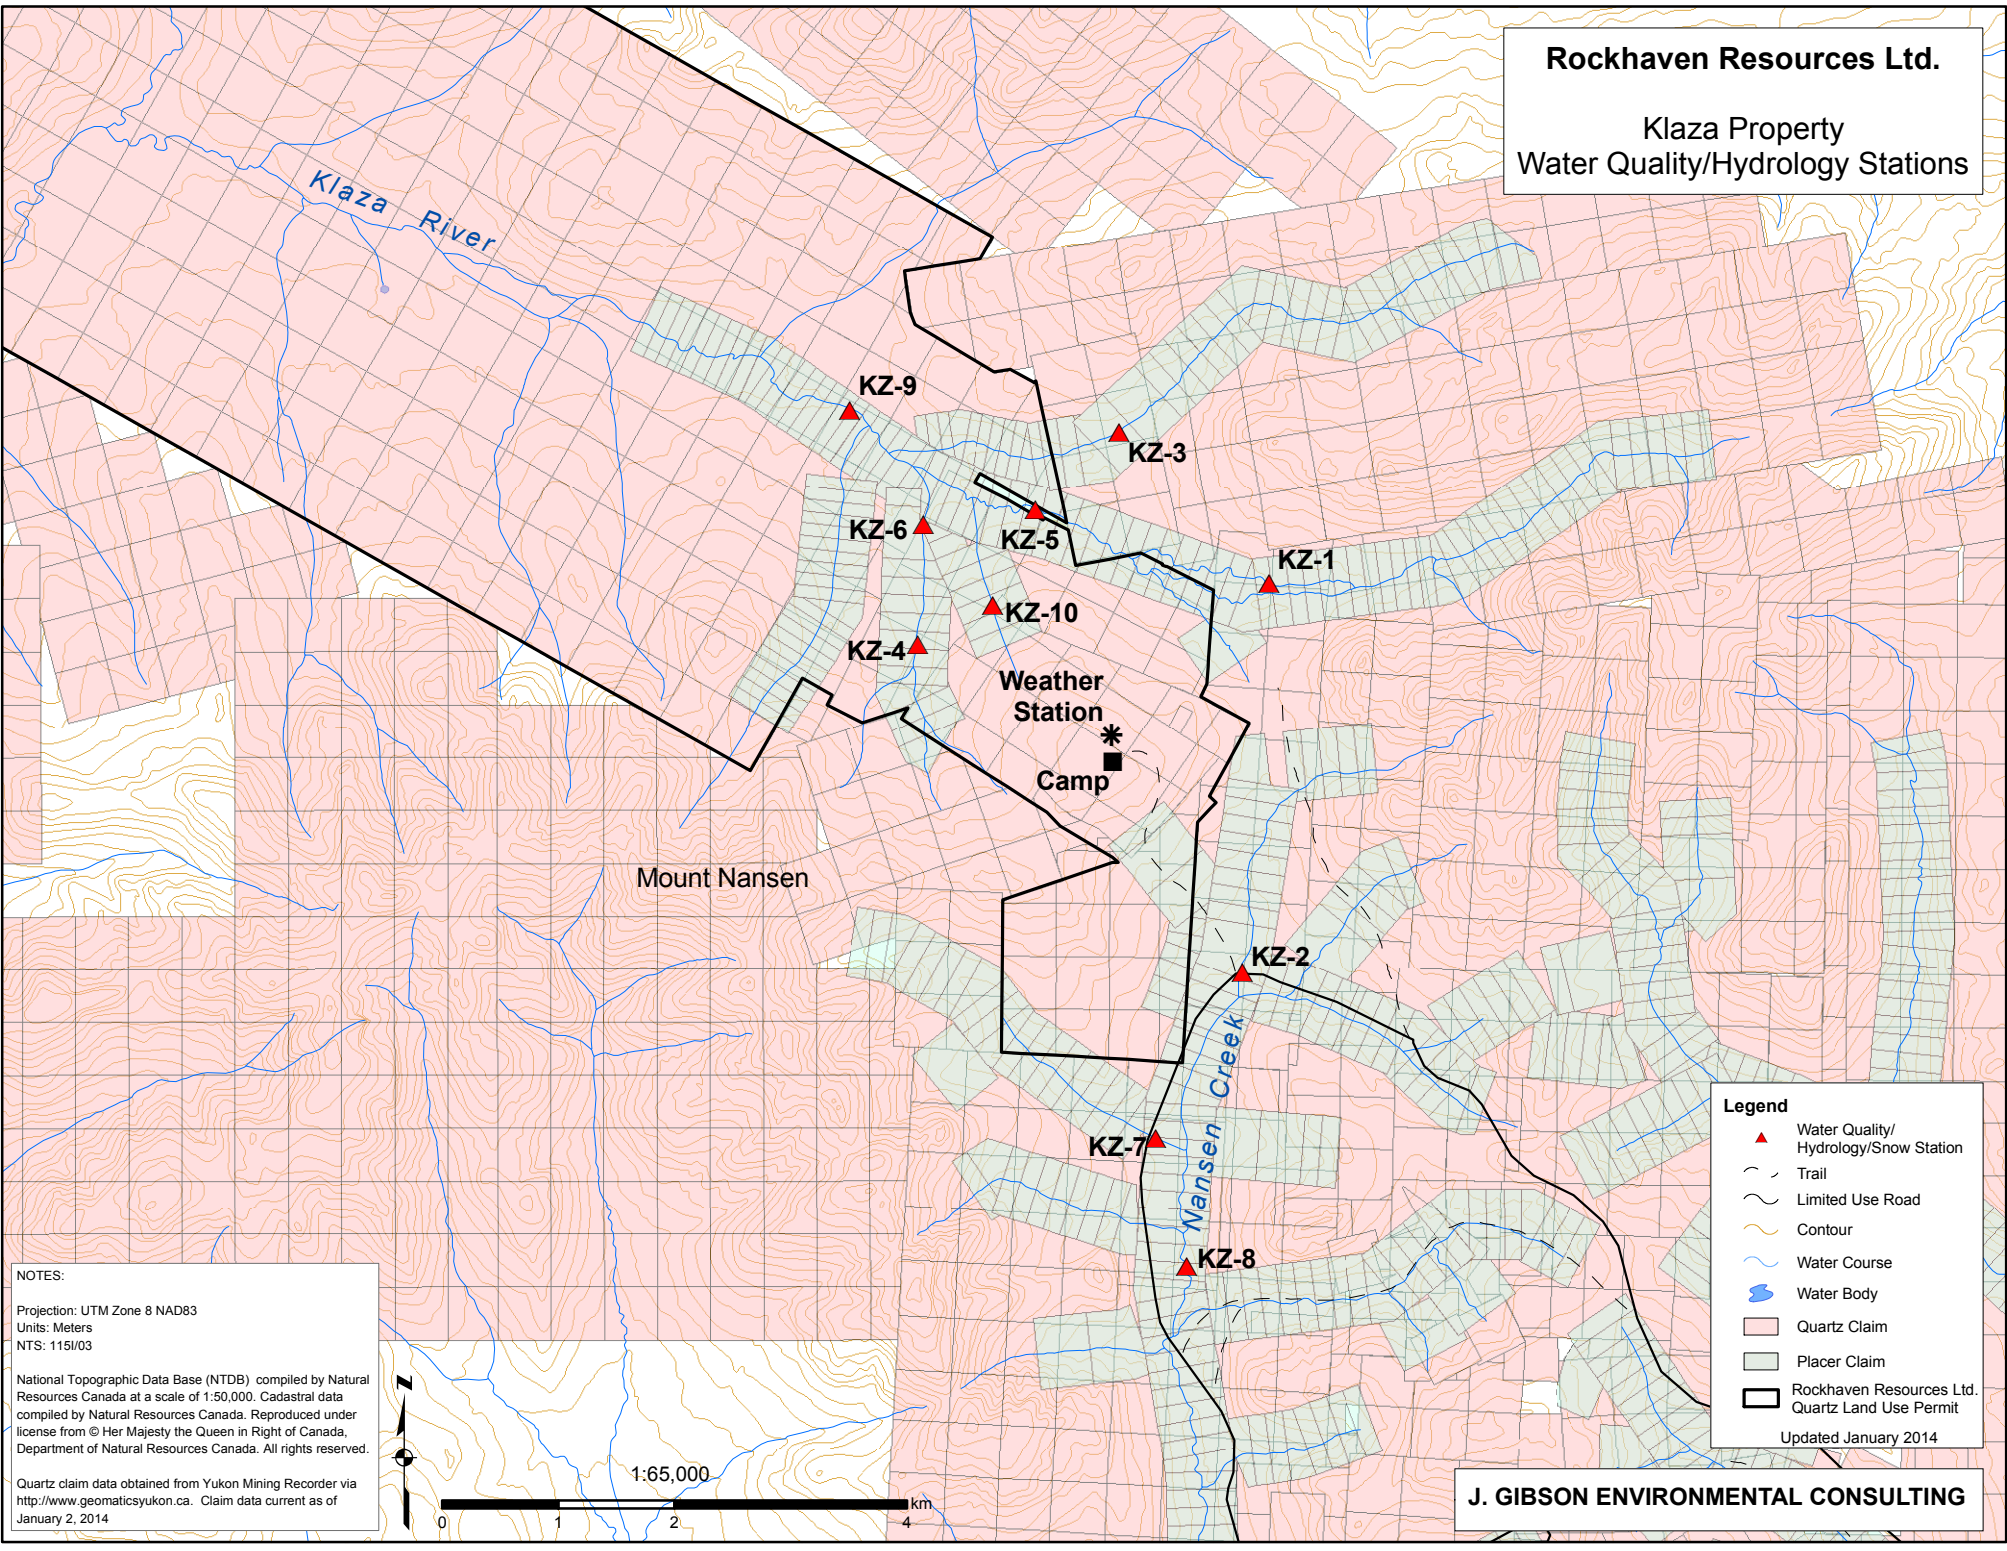 Rockhaven Resources Ltd.
Klaza Property
Water Quality/Hydrology Stations
Klaza River
KZ-9
KZ-3
KZ-6
KZ-5
KZ-1
KZ-10
KZ-4
Weather
Station
Camp
Mount Nansen
KZ-2
Nansen Creek
KZ-7
KZ-8
Legend
Water Quality/
Hydrology/Snow Station
Trail
Limited Use Road
Contour
Water Course
Water Body
Quartz Claim
Placer Claim
Rockhaven Resources Ltd.
Quartz Land Use Permit
Updated January 2014
NOTES:
Projection: UTM Zone 8 NAD83
Units: Meters
NTS: 115I/03
National Topographic Data Base (NTDB) compiled by Natural
Resources Canada at a scale of 1:50,000. Cadastral data
compiled by Natural Resources Canada. Reproduced under
license from © Her Majesty the Queen in Right of Canada,
Department of Natural Resources Canada. All rights reserved.
Quartz claim data obtained from Yukon Mining Recorder via
http://www.geomaticsyukon.ca. Claim data current as of
January 2, 2014
Z
1:65,000
km
0 1 2 4
J. GIBSON ENVIRONMENTAL CONSULTING